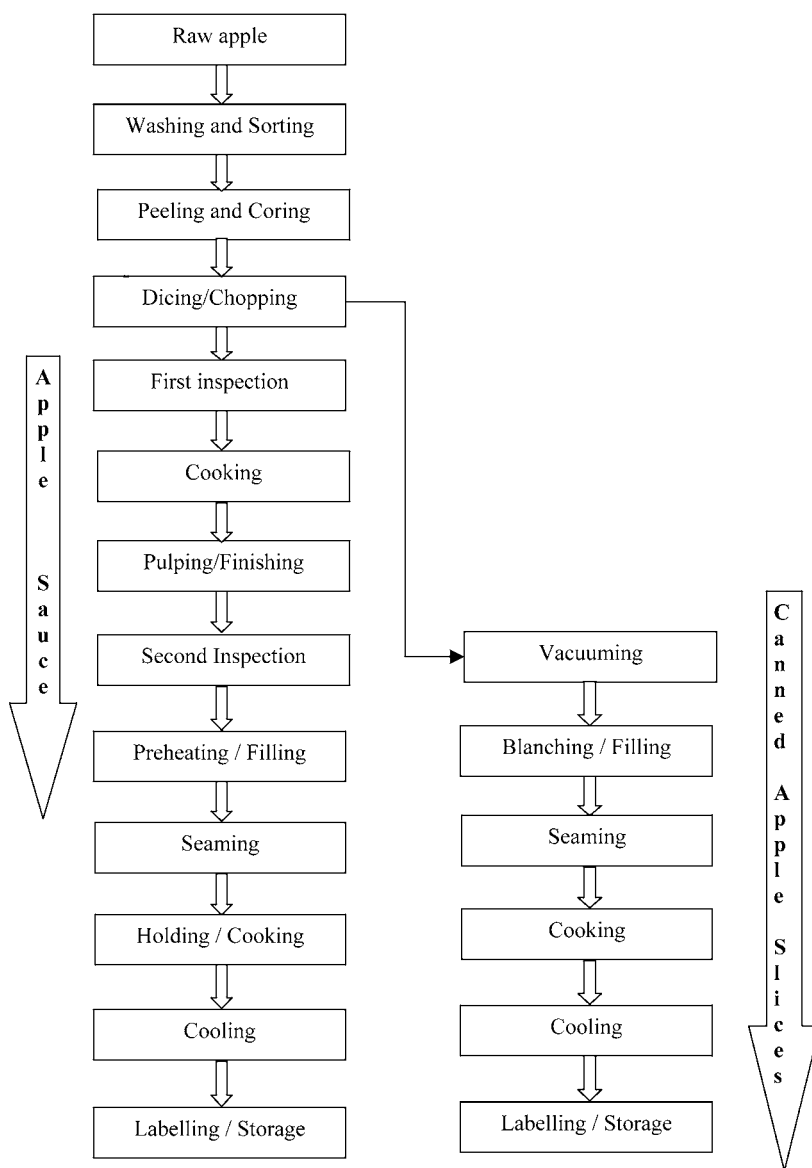 Raw apple
Washing and Sorting
Peeling and Coring
Dicing/Chopping
First inspection
Cooking
Pulping/Finishing
Second Inspection
Preheating / Filling
Seaming
Holding / Cooking
Cooling
Labelling / Storage
Apple Sauce
Vacuuming
Blanching / Filling
Seaming
Cooking
Cooling
Labelling / Storage
Canned Apple Slices